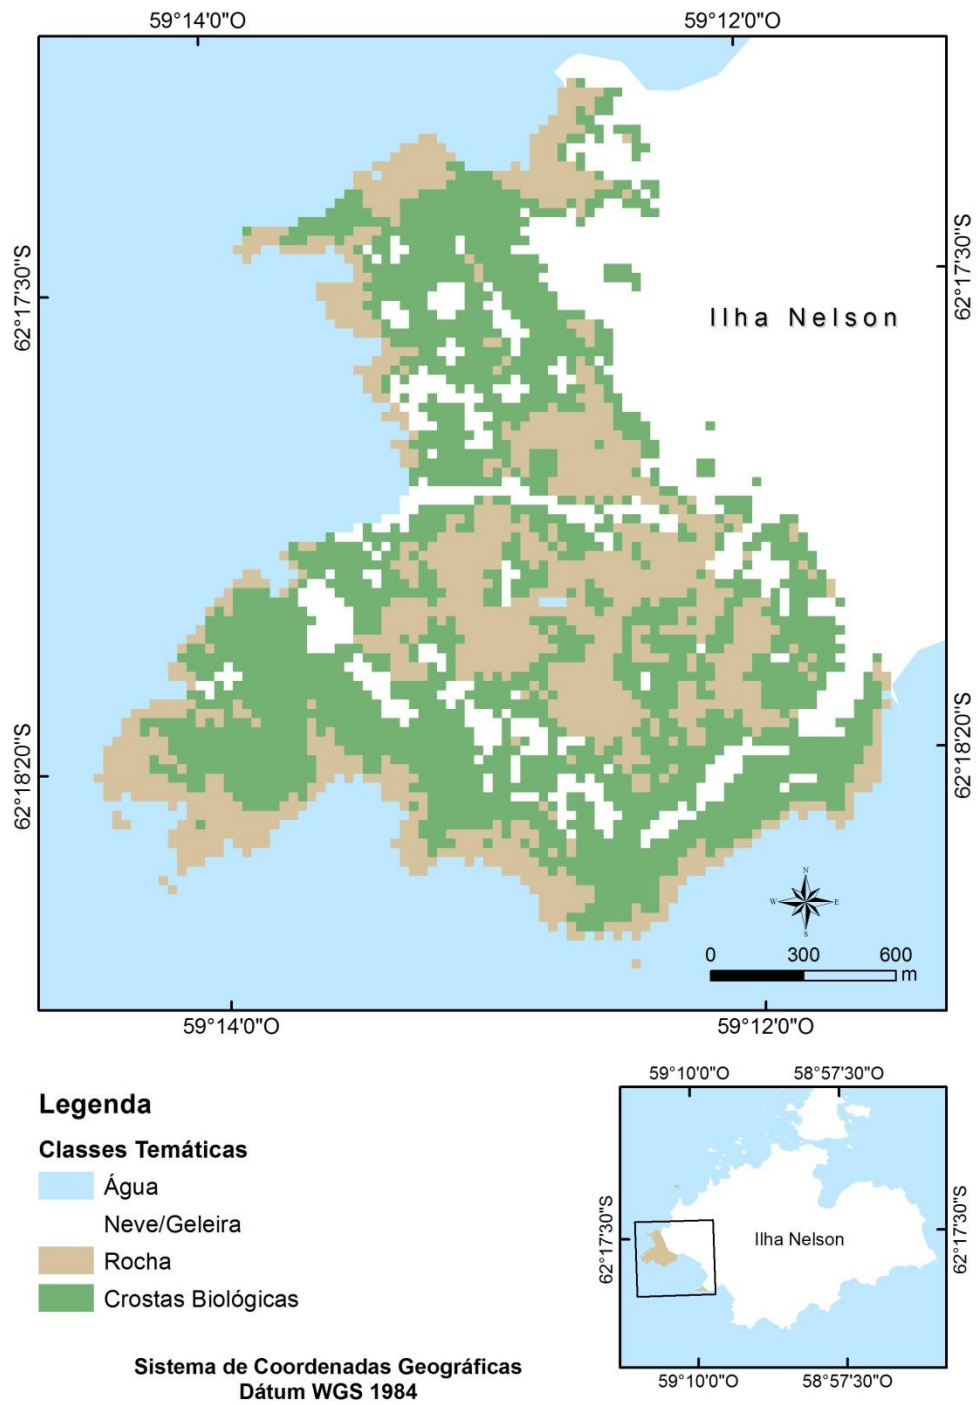 59°14'0"O
59°12'0"O
62°17'30"S
62°17'30"S
Ilha Nelson
62°18'20"S
62°18'20"S
N
W
E
S
0 300 600
m
59°14'0"O
59°12'0"O
Legenda
Classes Temáticas
Água
Neve/Geleira
Rocha
Crostas Biológicas
Sistema de Coordenadas Geográficas
Dátum WGS 1984
59°10'0"O
58°57'30"O
62°17'30"S
62°17'30"S
Ilha Nelson
59°10'0"O
58°57'30"O